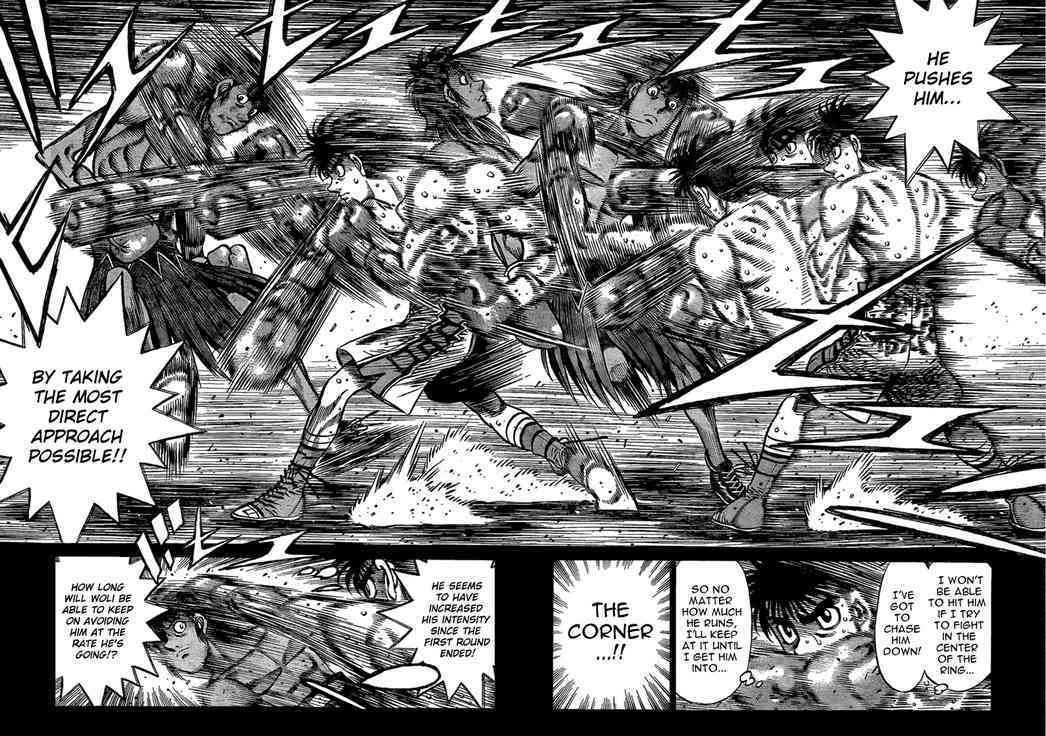 HE
PUSHES
HIM...
BY TAKING
THE MOST
DIRECT
APPROACH
POSSIBLE!!
I WON'T
BE ABLE
TO HIT HIM
IF I TRY
TO FIGHT
IN THE
CENTER
OF THE
RING...
I'VE
GOT
TO
CHASE
HIM
DOWN!
SO NO
MATTER
HOW MUCH
HE RUNS,
I'LL KEEP
AT IT UNTIL
I GET HIM
INTO...
THE
CORNER
...!!
HE SEEMS
TO HAVE
INCREASED
HIS INTENSITY
SINCE THE
FIRST ROUND
ENDED!
HOW LONG
WILL WOLI BE
ABLE TO KEEP
ON AVOIDING
HIM AT THE
RATE HE'S
GOING!?
!!